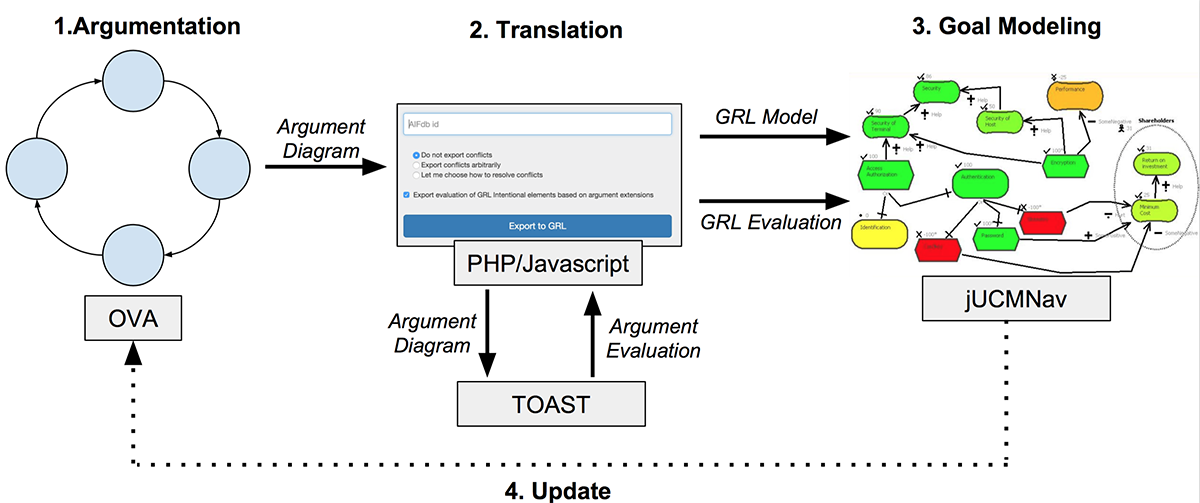 1.Argumentation
2. Translation
3. Goal Modeling
Argument
Diagram
AIFdb id
Do not export conflicts
Export conflicts arbitrarily
Let me choose how to resolve conflicts
Export evaluation of GRL Intentional elements based on argument extensions
Export to GRL
GRL Model
GRL Evaluation
Security
Performance
Security of
Terminal
Security of
Host
Shareholders
Access
Authorization
Authentication
Encryption
Return on
Investment
Minimum
Cost
Identification
Password
Help
Help
Help
Help
Help
Help
SomeNegative
SomeNegative
OVA
PHP/Javascript
jUCMNav
Argument
Diagram
Argument
Evaluation
TOAST
4. Update